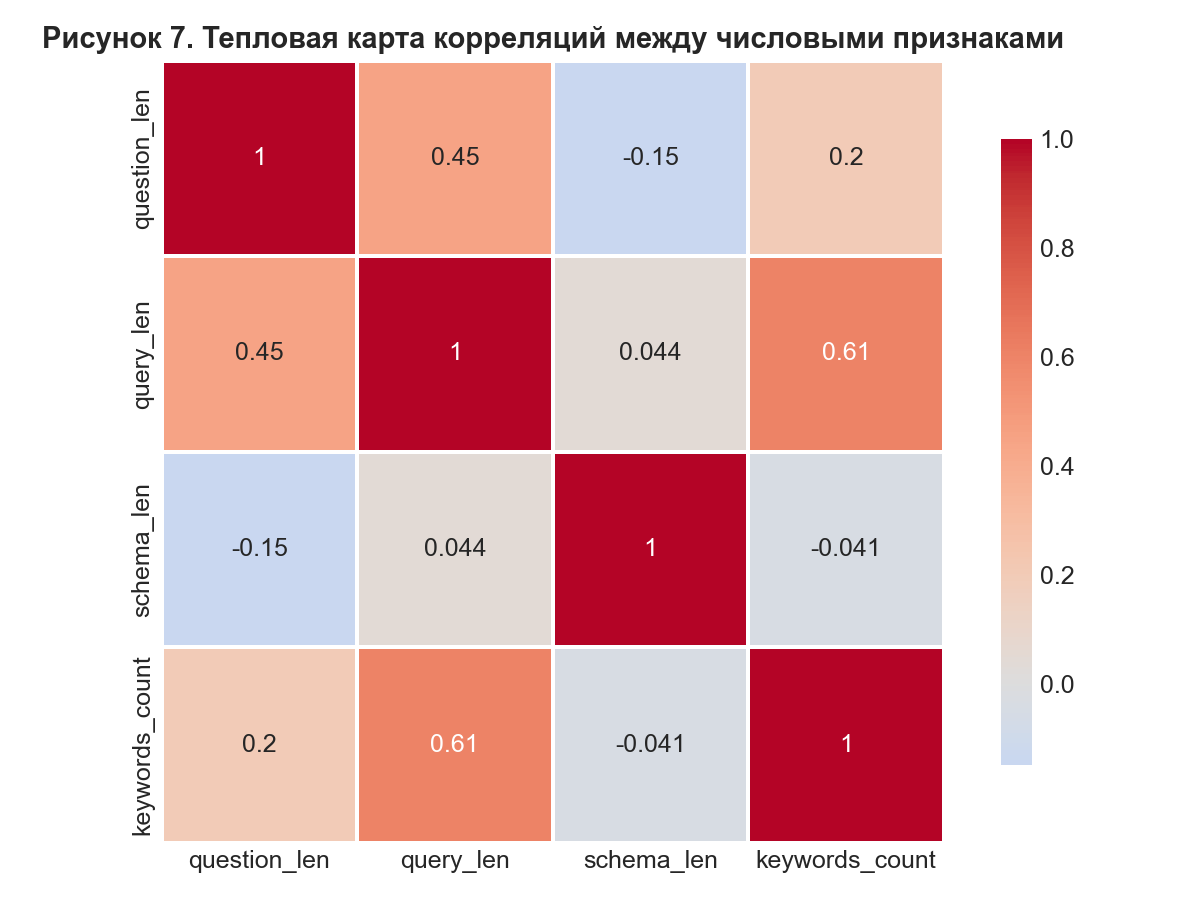 Рисунок 7. Тепловая карта корреляций между числовыми признаками
question_len
1
0.45
-0.15
0.2
query_len
0.45
1
0.044
0.61
schema_len
-0.15
0.044
1
-0.041
keywords_count
0.2
0.61
-0.041
1
question_len
query_len
schema_len
keywords_count
1.0
0.8
0.6
0.4
0.2
0.0